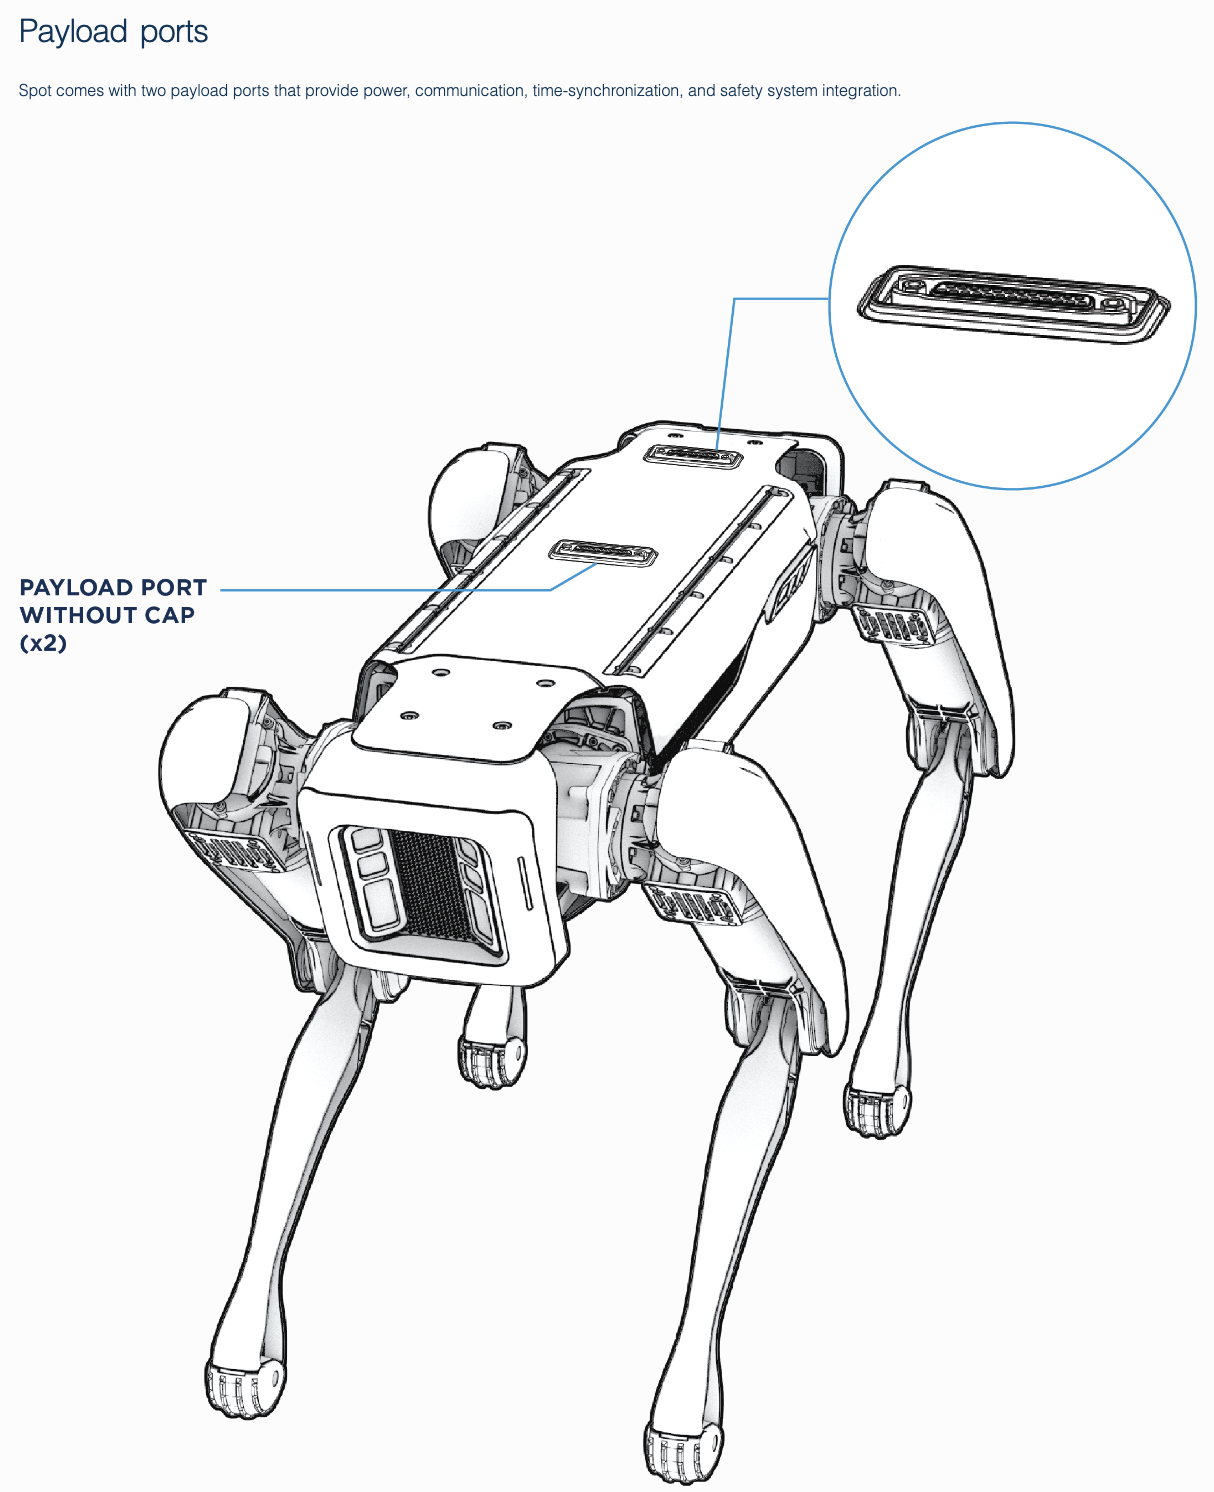 Payload ports
Spot comes with two payload ports that provide power, communication, time-synchronization, and safety system integration.
PAYLOAD PORT
WITHOUT CAP
(x2)